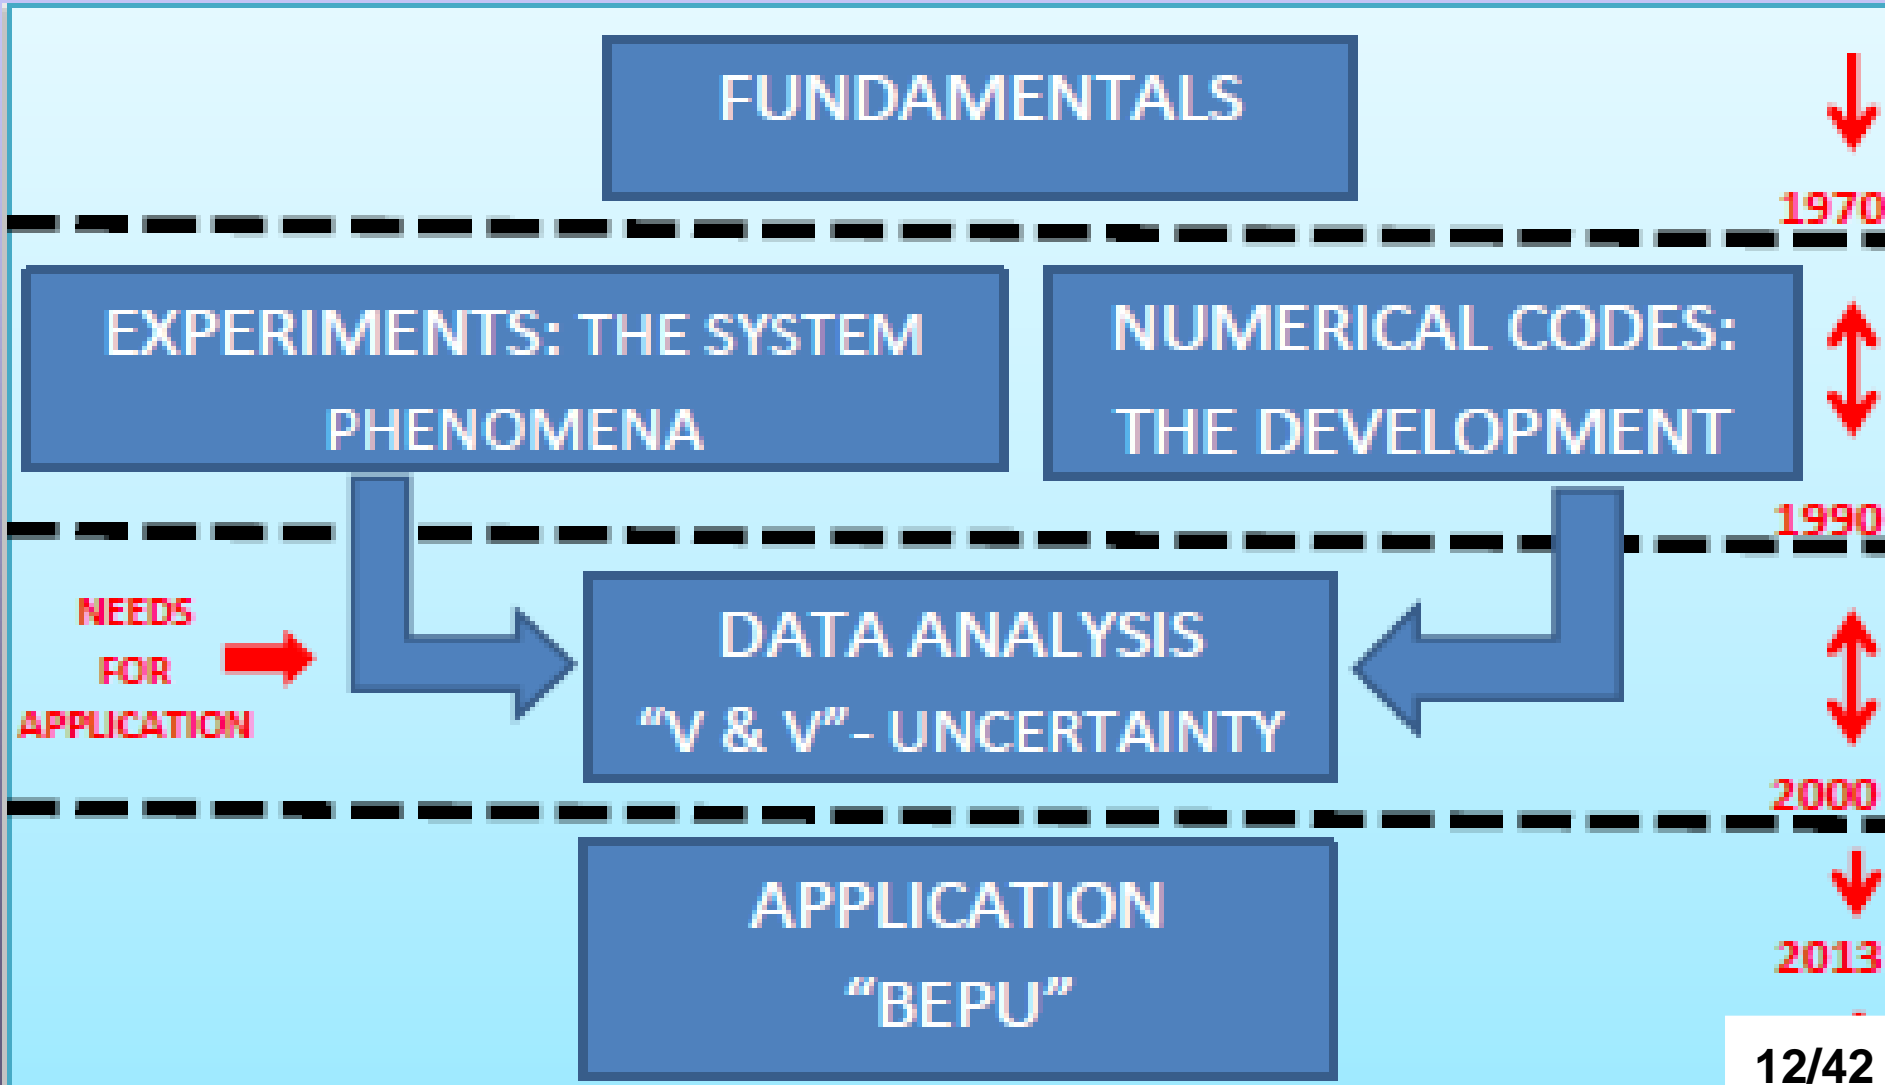 FUNDAMENTALS
1970
EXPERIMENTS: THE SYSTEM
PHENOMENA
NUMERICAL CODES:
THE DEVELOPMENT
1990
NEEDS
FOR
APPLICATION
DATA ANALYSIS
“V & V”- UNCERTAINTY
2000
APPLICATION
“BEPU”
2013
12/42